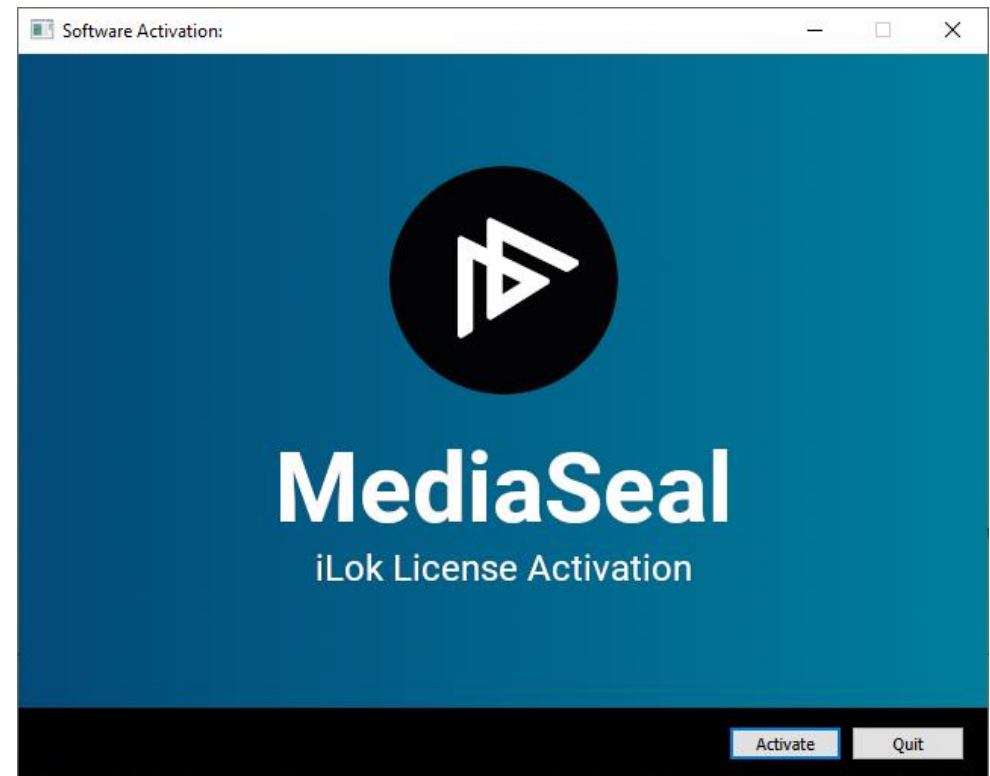 Software Activation:
MediaSeal
iLok License Activation
Activate
Quit